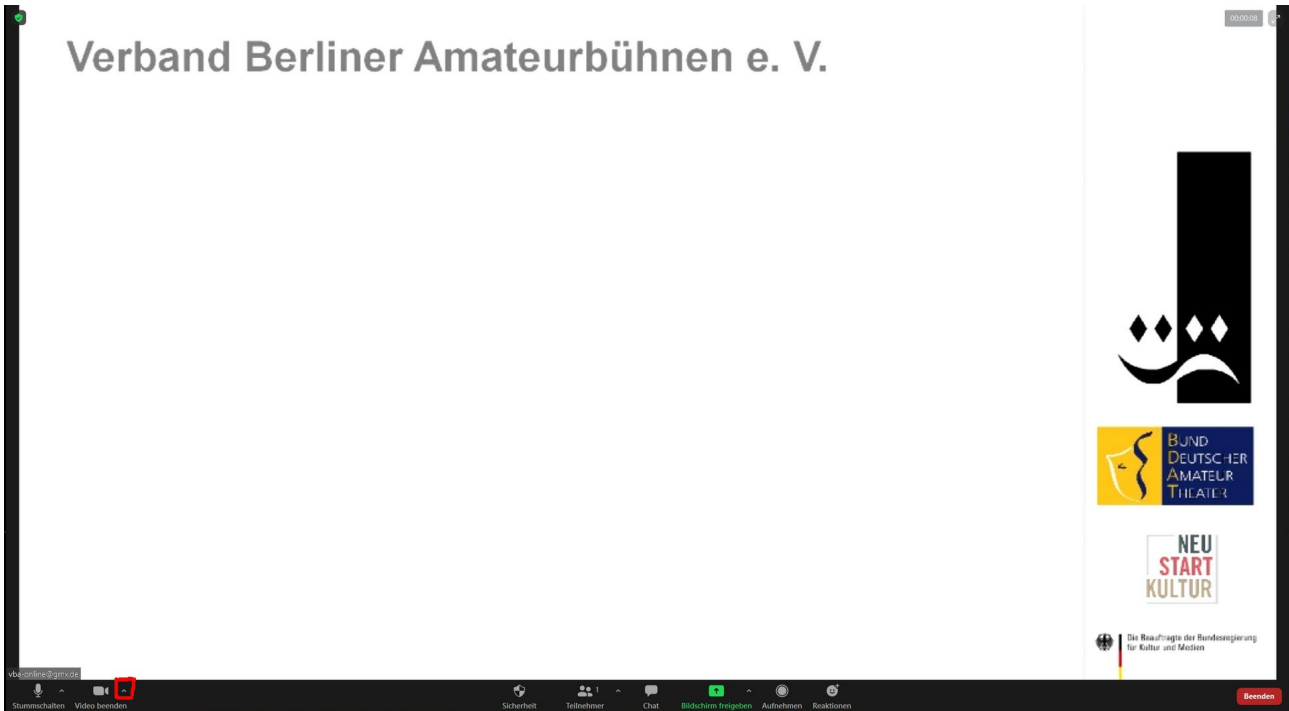 00:00:08
Verband Berliner Amateurbühnen e. V.
BUND
DEUTSCHER
AMATEUR
THEATER
NEU
START
KULTUR
Die Beauftragte der Bundesregierung
für Kultur und Medien
vba-online@gmx.de
Stummschalten Video beenden Sicherheit Teilnehmer 1 Chat Bildschirm freigeben Aufnehmen Reaktionen Beenden